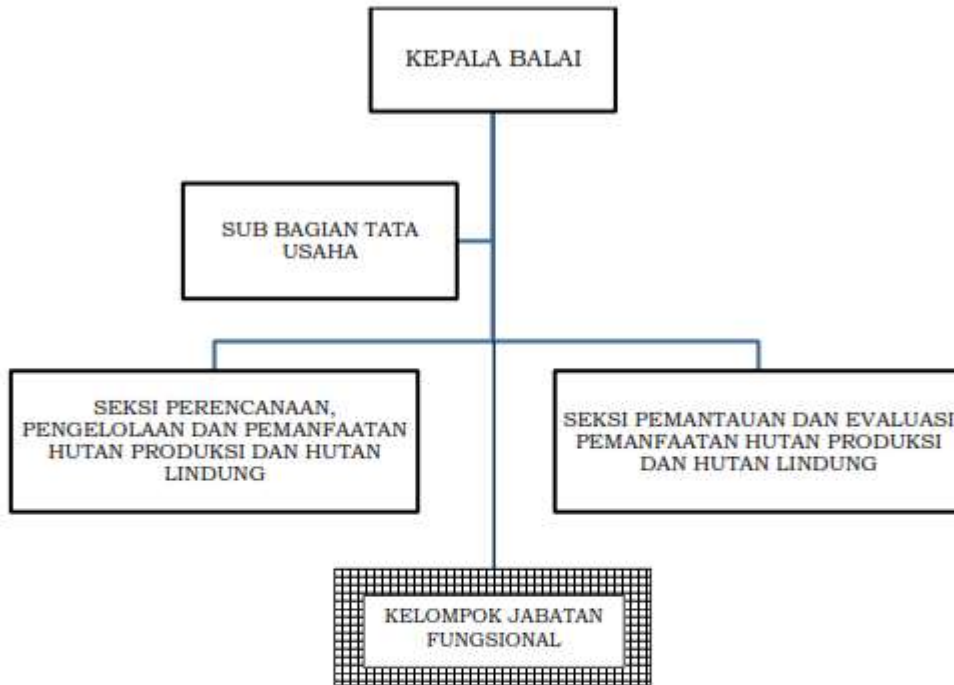 KEPALA BALAI
SUB BAGIAN TATA
USAHA
SEKSI PERENCANAAN,
PENGELOLAAN DAN PEMANFAATAN
HUTAN PRODUKSI DAN HUTAN
LINDUNG
SEKSI PEMANTAUAN DAN EVALUASI
PEMANFAATAN HUTAN PRODUKSI
DAN HUTAN LINDUNG
KELOMPOK JABATAN
FUNGSIONAL